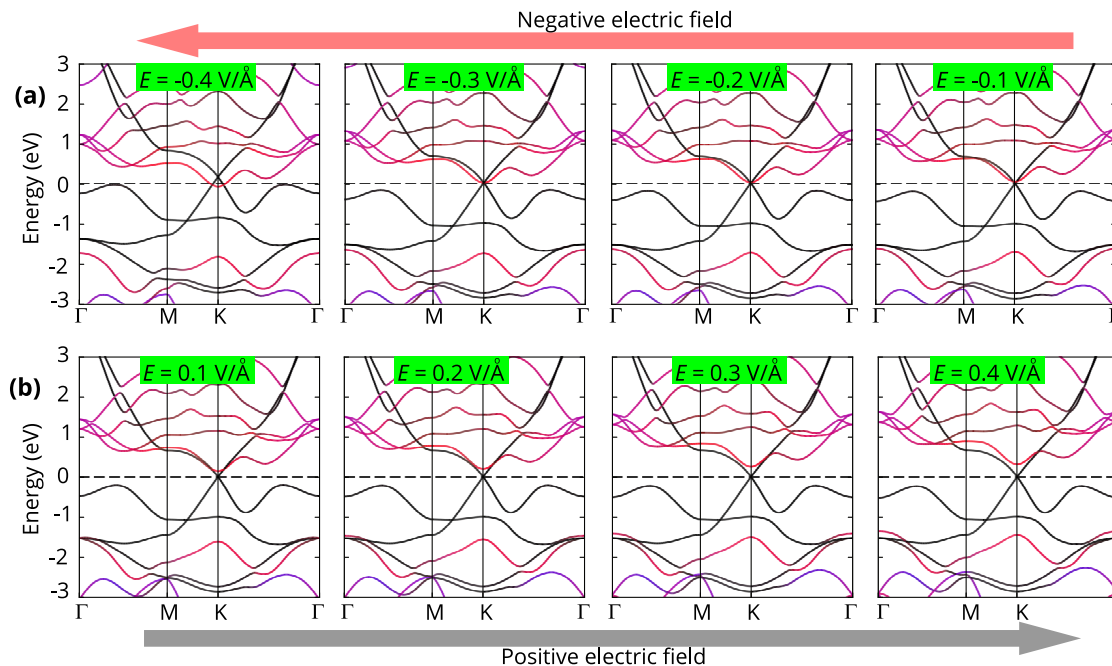 Negative electric field
(a)
E = -0.4 V/Å E = -0.3 V/Å E = -0.2 V/Å E = -0.1 V/Å
Energy (eV)
3
2
1
0
-1
-2
-3
Γ M K Γ Γ M K Γ Γ M K Γ Γ M K Γ
(b)
E = 0.1 V/Å E = 0.2 V/Å E = 0.3 V/Å E = 0.4 V/Å
Energy (eV)
3
2
1
0
-1
-2
-3
Γ M K Γ Γ M K Γ Γ M K Γ Γ M K Γ
Positive electric field